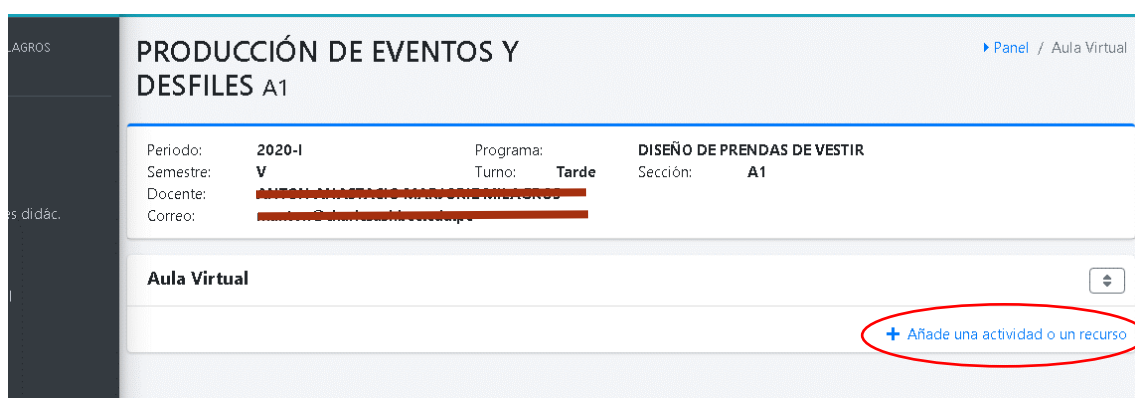 LAGROS
PRODUCCIÓN DE EVENTOS Y
DESFILES A1
Panel / Aula Virtual
Periodo: 2020-I Programa: DISEÑO DE PRENDAS DE VESTIR
Semestre: V Turno: Tarde Sección: A1
Docente:
es didác.
Correo:
Aula Virtual
+ Añade una actividad o un recurso